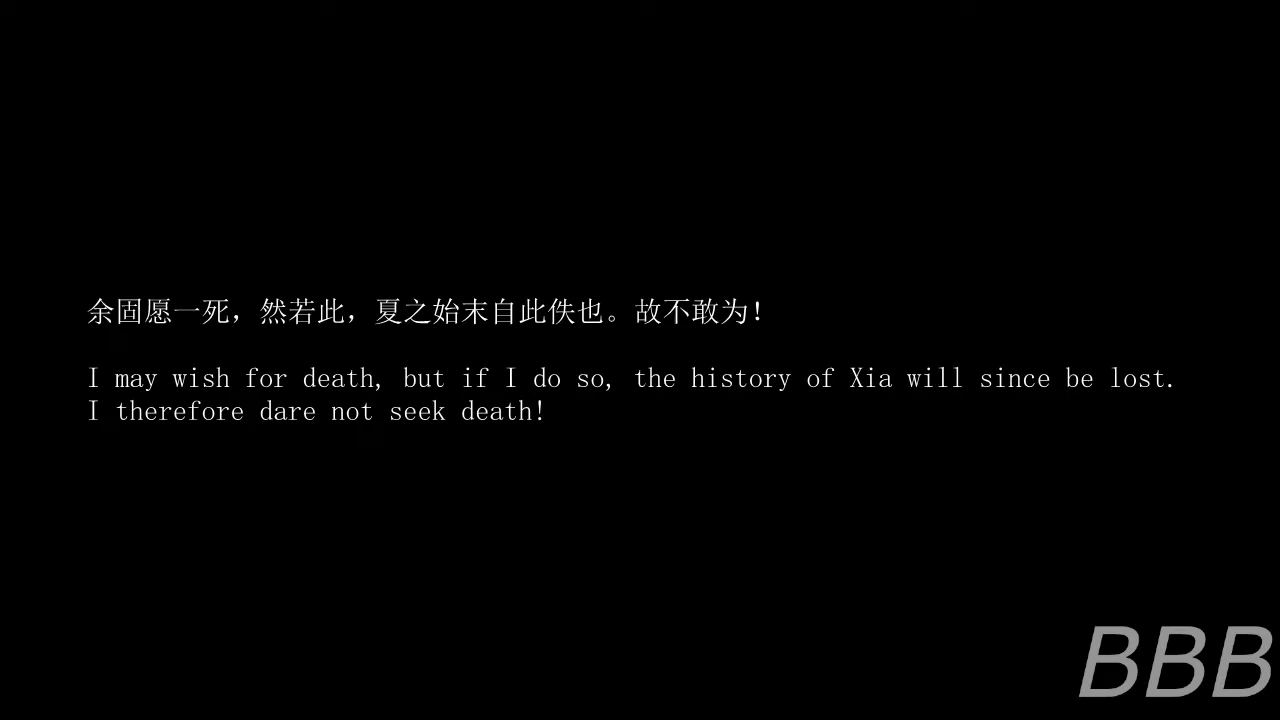 余固愿一死，然若此，夏之始末自此佚也。故不敢为！
I may wish for death, but if I do so, the history of Xia will since be lost.
I therefore dare not seek death!
BBB